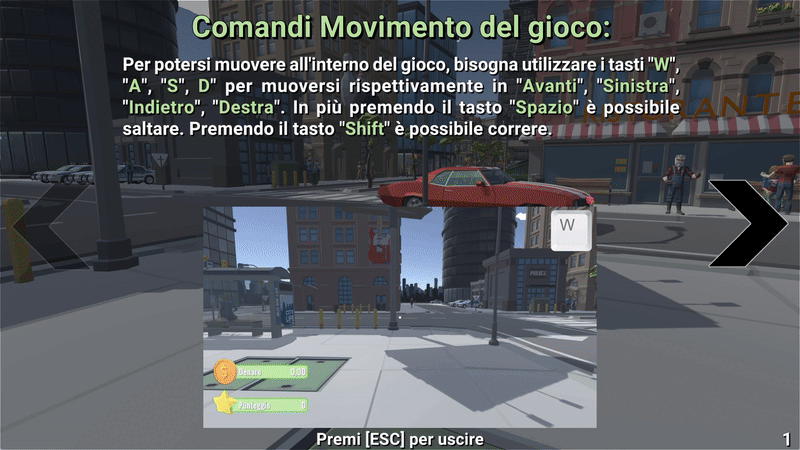 Comandi Movimento del gioco:
Per potersi muovere all'interno del gioco, bisogna utilizzare i tasti "W",
"A", "S", D" per muoversi rispettivamente in "Avanti", "Sinistra",
"Indietro", "Destra". In più premendo il tasto "Spazio" è possibile
saltare. Premendo il tasto "Shift" è possibile correre.
W
POLICE
Denaro 0.00
Punteggio 0
Premi [ESC] per uscire
1